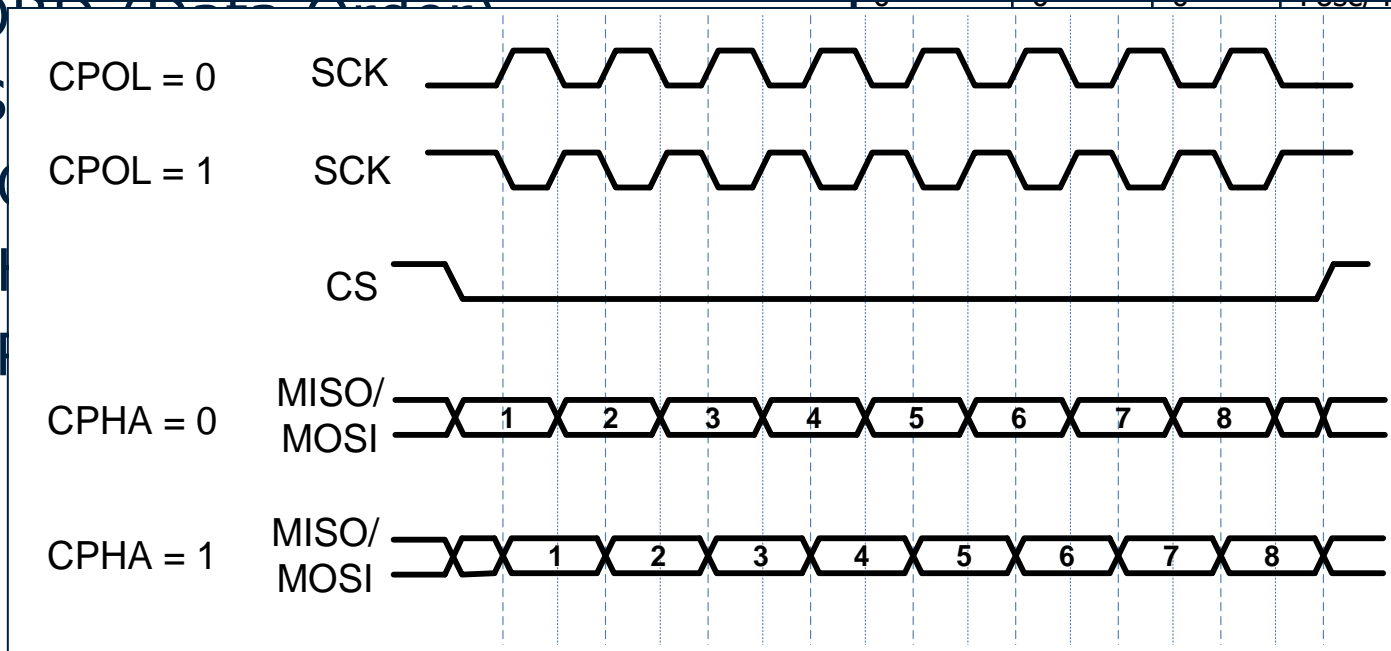 CPOL = 0 SCK
CPOL = 1 SCK
CS
CPHA = 0 MISO/
MOSI 1 2 3 4 5 6 7 8
CPHA = 1 MISO/
MOSI 1 2 3 4 5 6 7 8